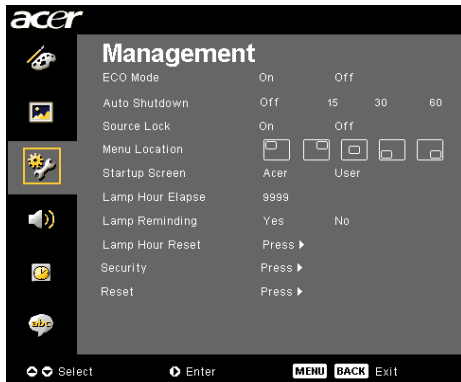 acer
Management
ECO Mode On Off
Auto Shutdown Off 15 30 60
Source Lock On Off
Menu Location
Startup Screen Acer User
Lamp Hour Elapse 9999
Lamp Reminding Yes No
Lamp Hour Reset Press
Security Press
Reset Press
abc
Select Enter MENU BACK Exit